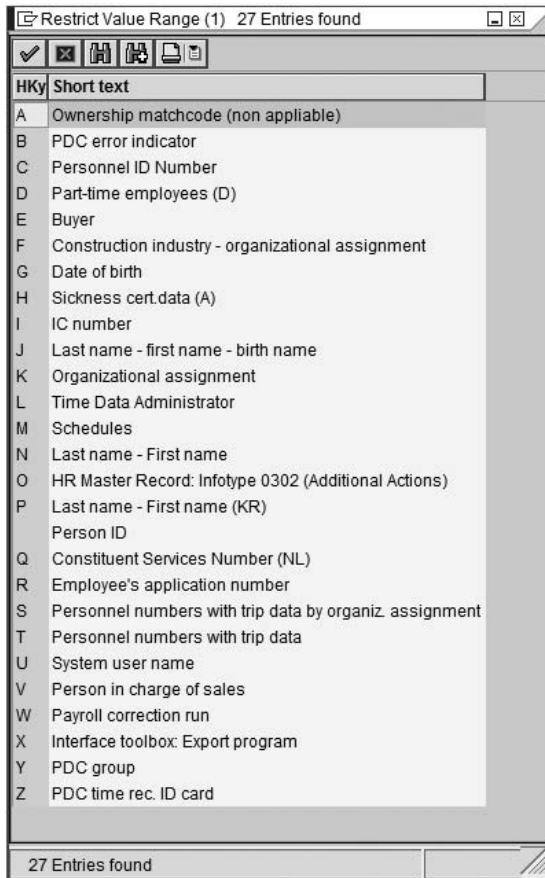 Restrict Value Range (1) 27 Entries found
HKy Short text
A Ownership matchcode (non appliable)
B PDC error indicator
C Personnel ID Number
D Part-time employees (D)
E Buyer
F Construction industry - organizational assignment
G Date of birth
H Sickness cert.data (A)
I IC number
J Last name - first name - birth name
K Organizational assignment
L Time Data Administrator
M Schedules
N Last name - First name
O HR Master Record: Infotype 0302 (Additional Actions)
P Last name - First name (KR)
Person ID
Q Constituent Services Number (NL)
R Employee's application number
S Personnel numbers with trip data by organiz. assignment
T Personnel numbers with trip data
U System user name
V Person in charge of sales
W Payroll correction run
X Interface toolbox: Export program
Y PDC group
Z PDC time rec. ID card
27 Entries found